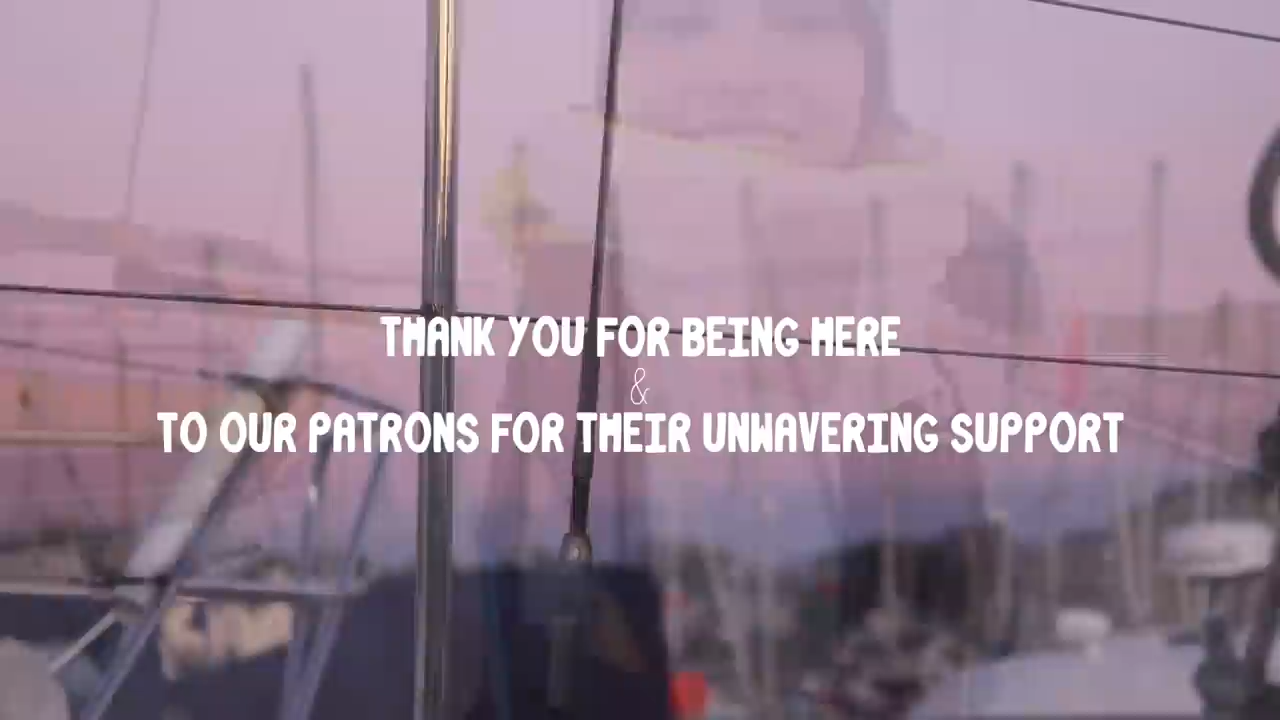 THANK YOU FOR BEING HERE
&
TO OUR PATRONS FOR THEIR UNWAVERING SUPPORT